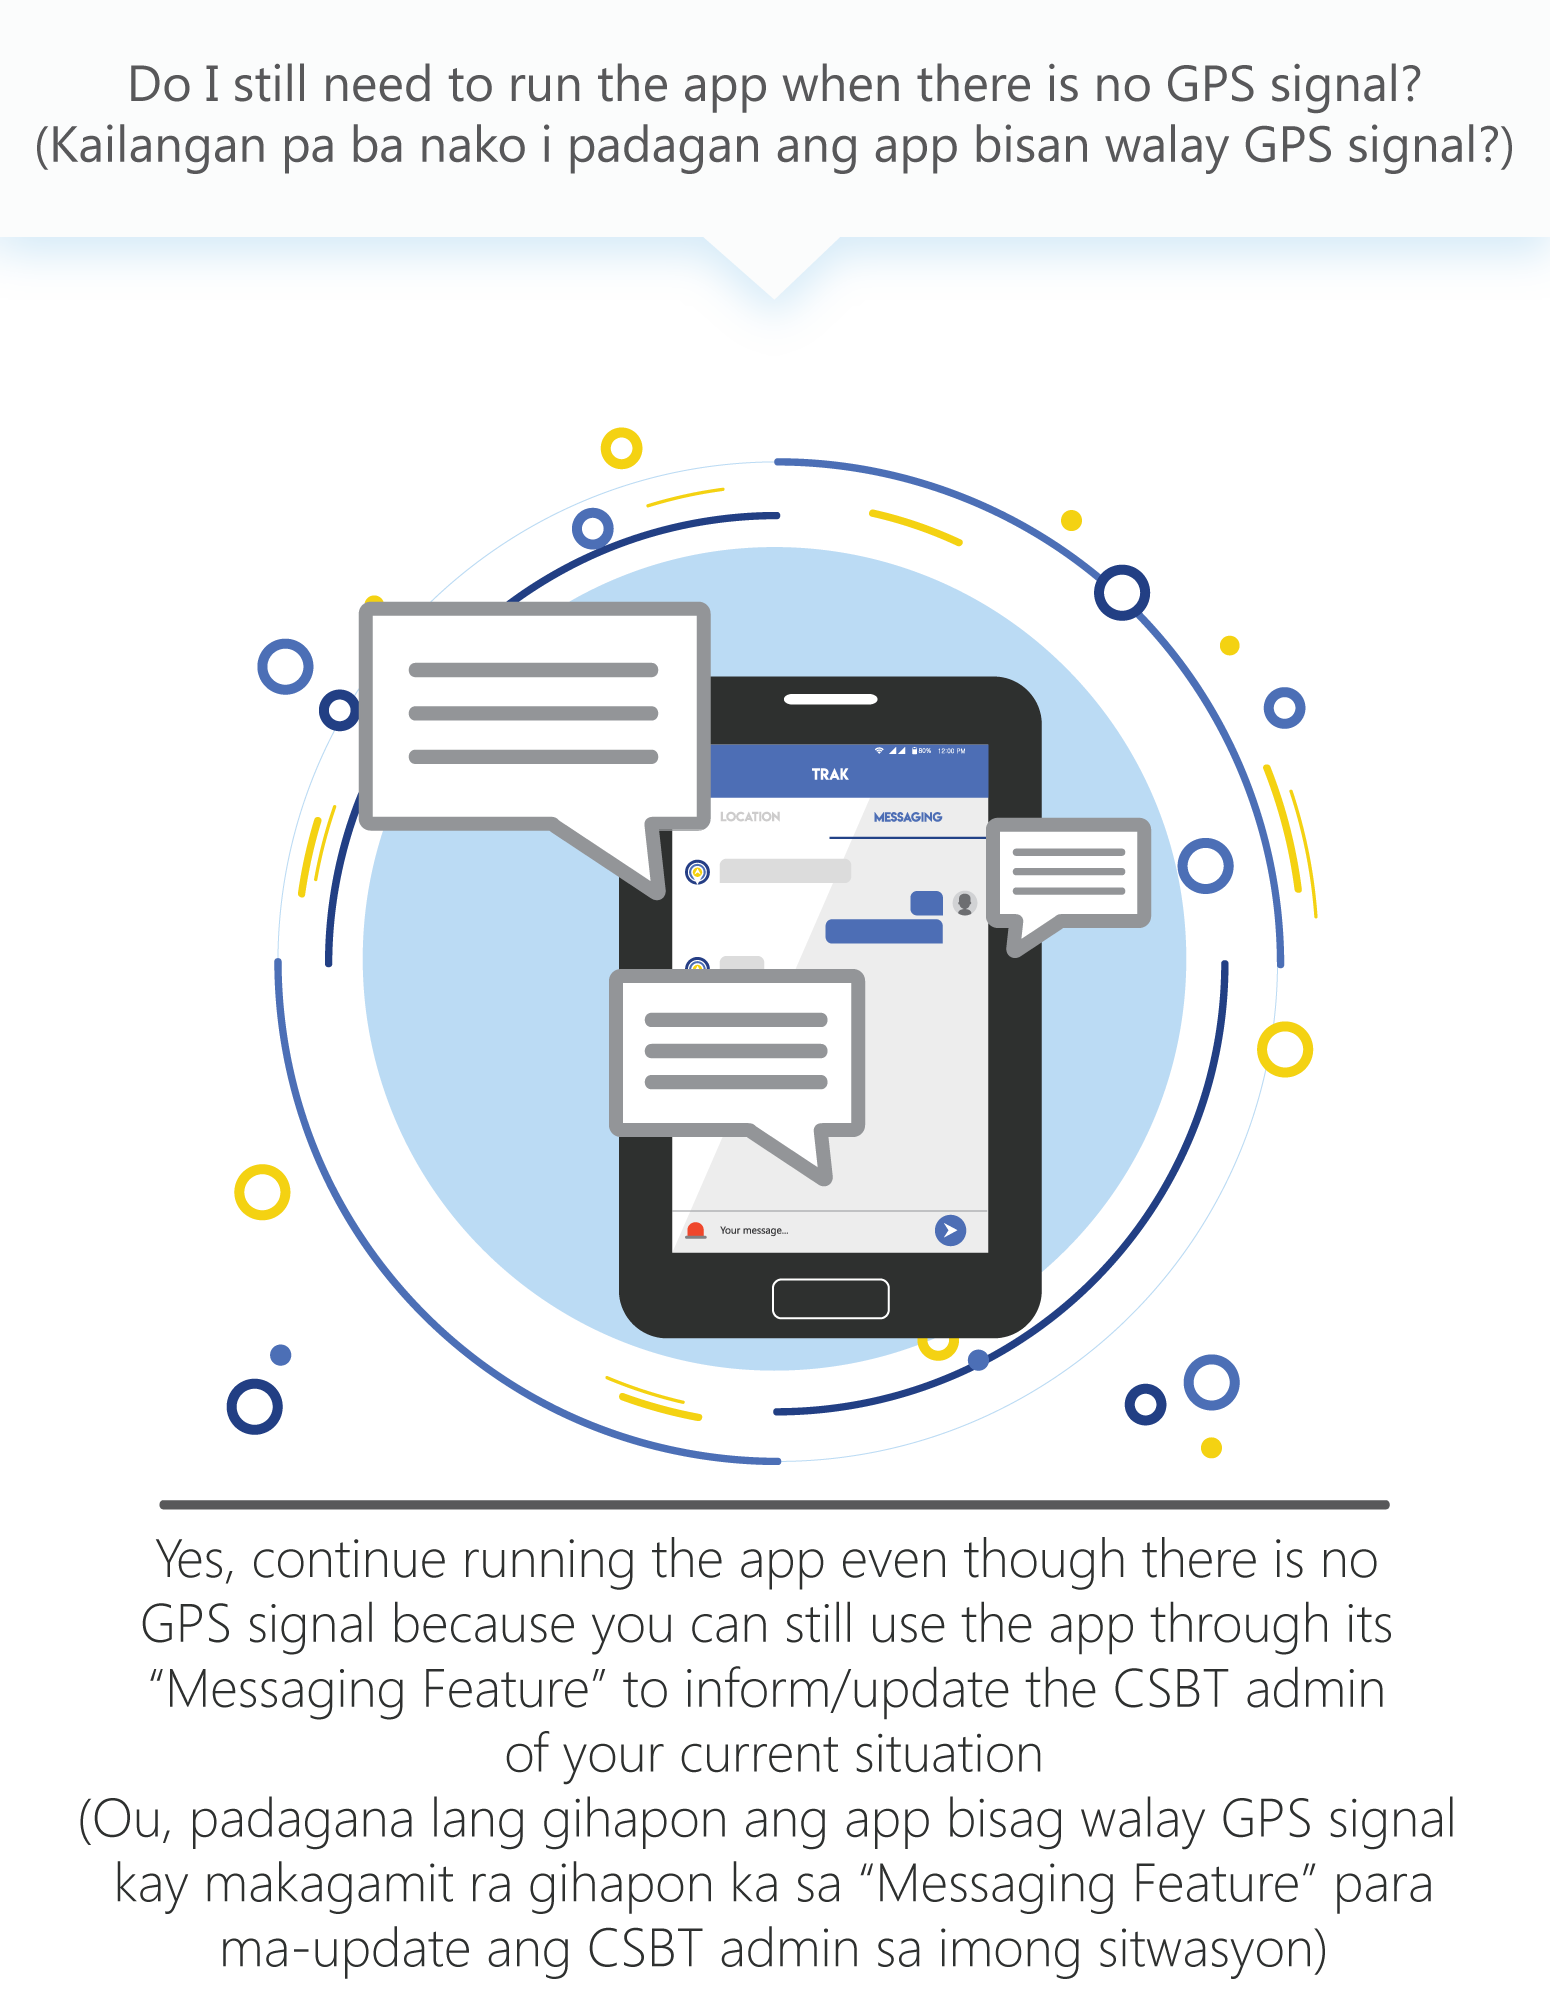 Do I still need to run the app when there is no GPS signal?
(Kailangan pa ba nako i padagan ang app bisan walay GPS signal?)
80% 12:00 PM
TRAK
LOCATION MESSAGING
Your message...
Yes, continue running the app even though there is no
GPS signal because you can still use the app through its
“Messaging Feature” to inform/update the CSBT admin
of your current situation
(Ou, padagana lang gihapon ang app bisag walay GPS signal
kay makagamit ra gihapon ka sa “Messaging Feature” para
ma-update ang CSBT admin sa imong sitwasyon)